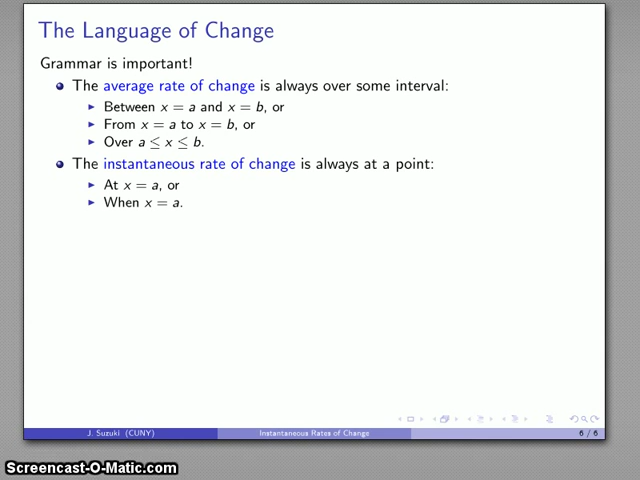 The Language of Change
Grammar is important!
The average rate of change is always over some interval:
Between x = a and x = b, or
From x = a to x = b, or
Over a ≤ x ≤ b.
The instantaneous rate of change is always at a point:
At x = a, or
When x = a.
J. Suzuki (CUNY) Instantaneous Rates of Change 6 / 6
Screencast-O-Matic.com